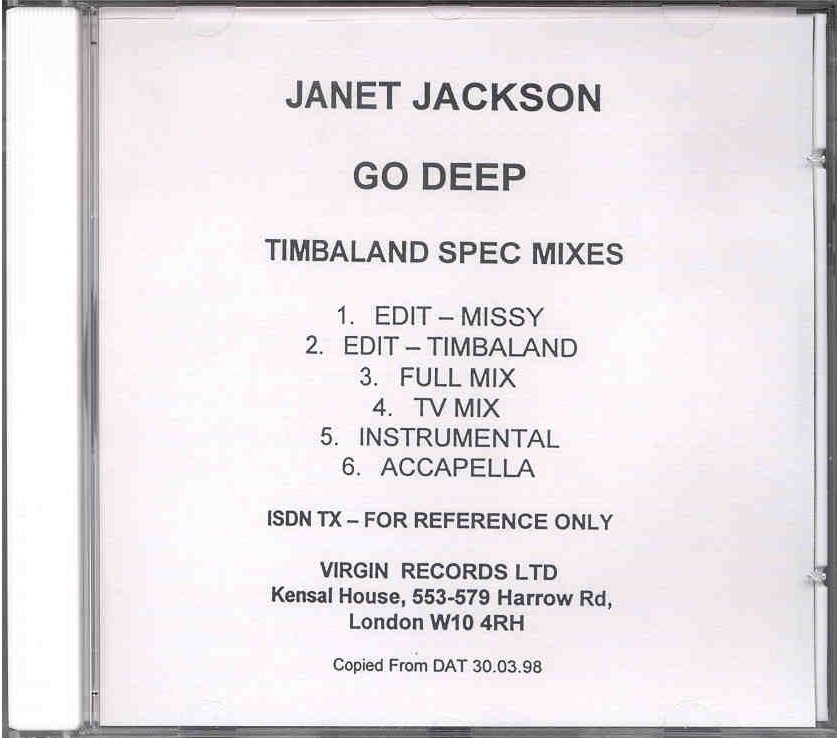 JANET JACKSON
GO DEEP
TIMBALAND SPEC MIXES
1. EDIT – MISSY
2. EDIT – TIMBALAND
3. FULL MIX
4. TV MIX
5. INSTRUMENTAL
6. ACCAPELLA
ISDN TX – FOR REFERENCE ONLY
VIRGIN RECORDS LTD
Kensal House, 553-579 Harrow Rd,
London W10 4RH
Copied From DAT 30.03.98